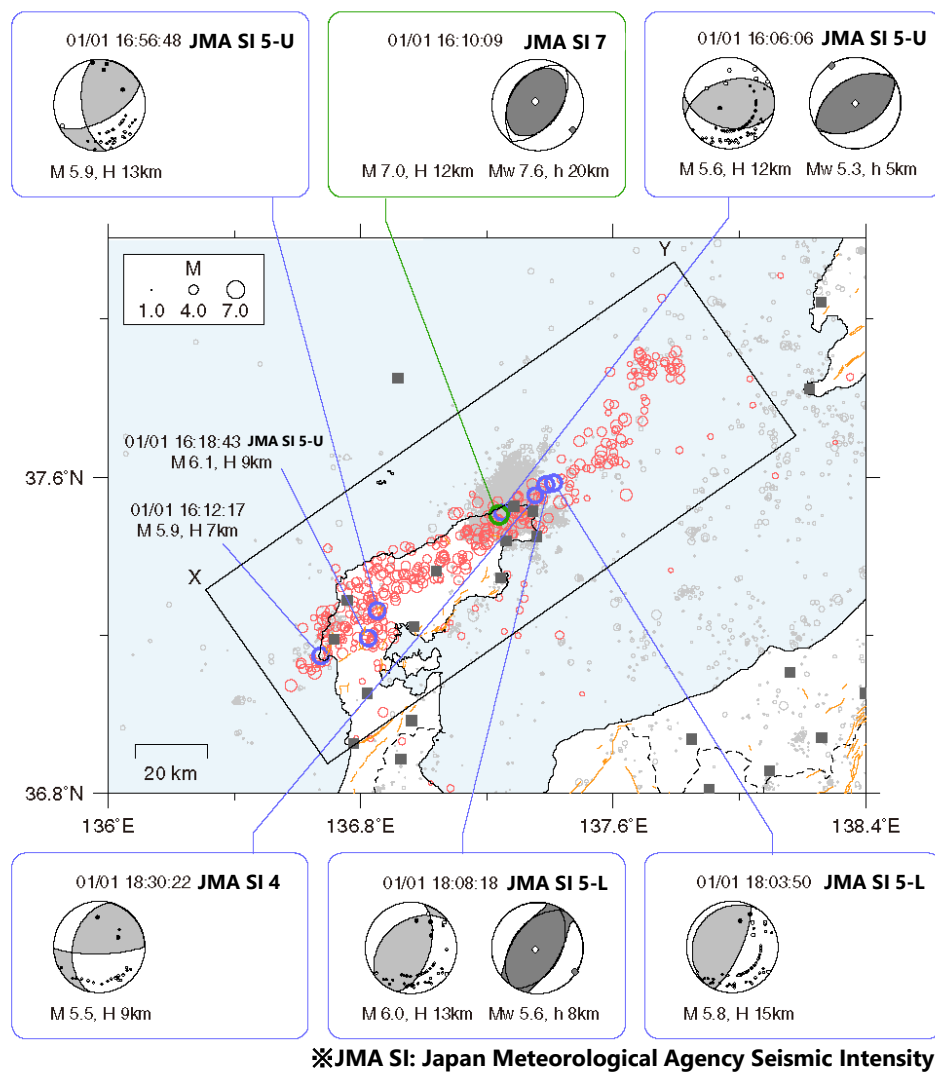 01/01 16:56:48 JMA SI 5-U
M 5.9, H 13km
01/01 16:10:09 JMA SI 7
M 7.0, H 12km Mw 7.6, h 20km
01/01 16:06:06 JMA SI 5-U
M 5.6, H 12km Mw 5.3, h 5km
Y
M
1.0 4.0 7.0
01/01 16:18:43 JMA SI 5-U
M 6.1, H 9km
37.6˚N
01/01 16:12:17
M 5.9, H 7km
X
20 km
36.8˚N
136˚E 136.8˚E 137.6˚E 138.4˚E
01/01 18:30:22 JMA SI 4
M 5.5, H 9km
01/01 18:08:18 JMA SI 5-L
M 6.0, H 13km Mw 5.6, h 8km
01/01 18:03:50 JMA SI 5-L
M 5.8, H 15km
※JMA SI: Japan Meteorological Agency Seismic Intensity